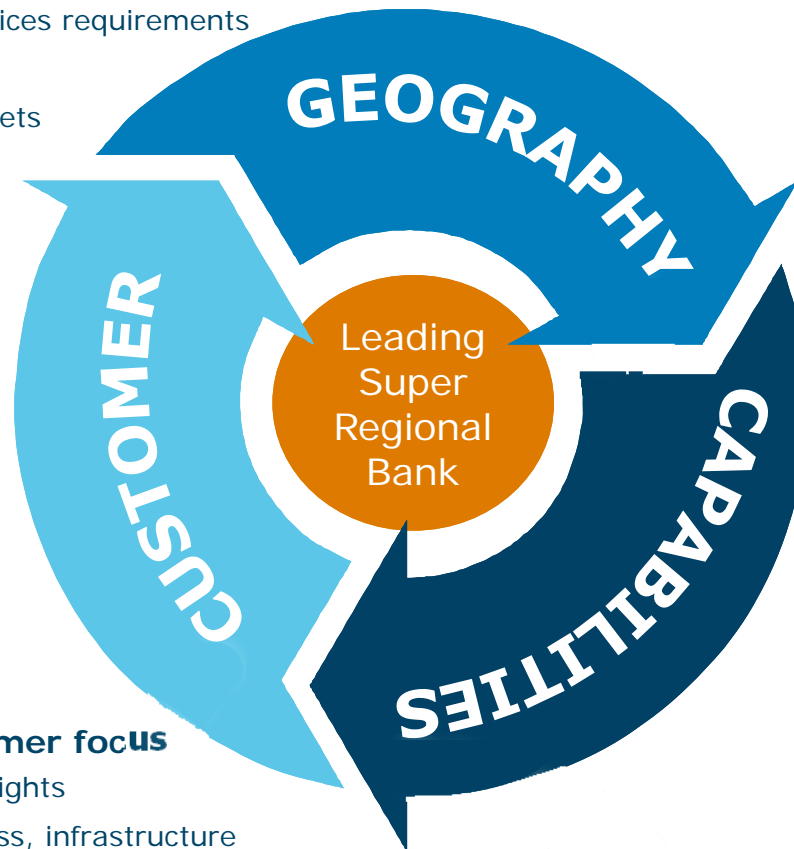 ices requirements
ets
GEOGRAPHY
CUSTOMER
Leading
Super
Regional
Bank
CAPABILITIES
mer focus
ights
ss, infrastructure